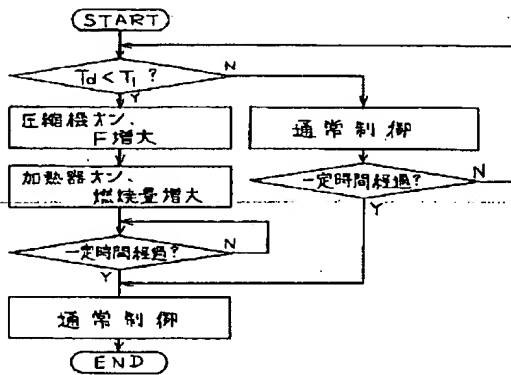 START
Td<T1?
N
Y
圧縮機オン、
F増大
通常制御
加熱器オン、
燃焼量増大
一定時間経過?
N
Y
一定時間経過?
N
Y
通常制御
END